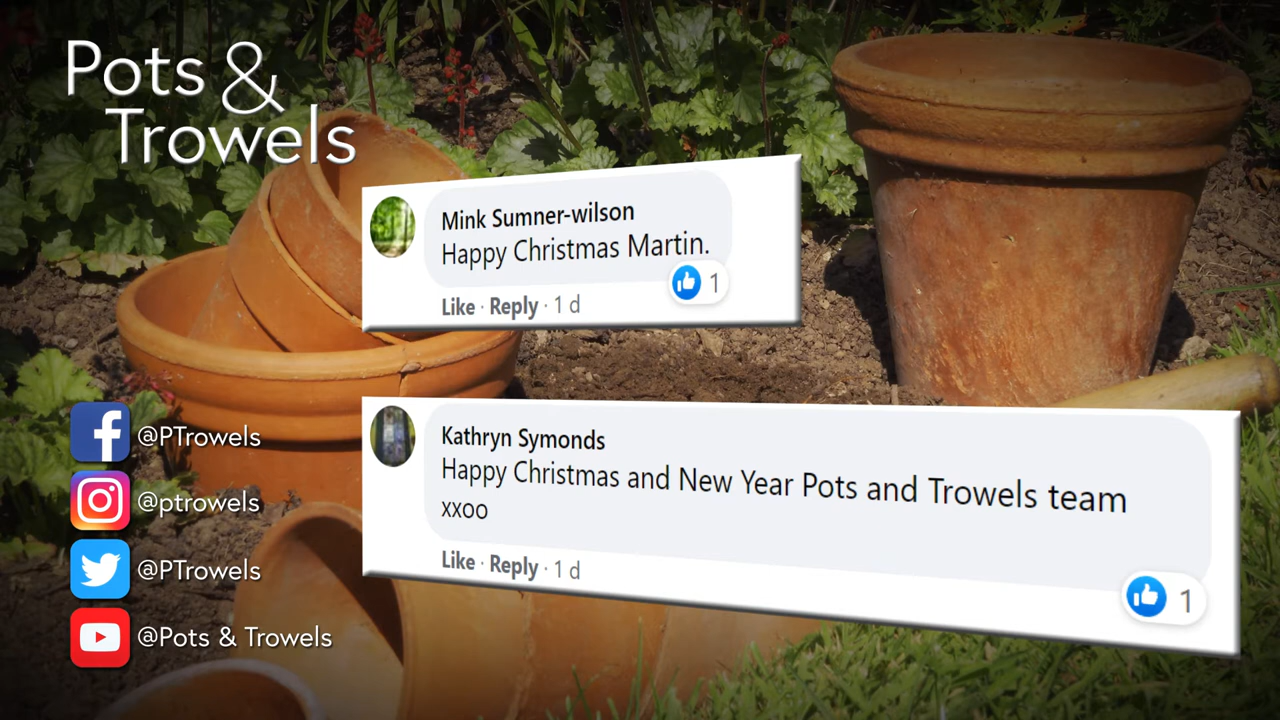 Pots &
Trowels
Mink Sumner-wilson
Happy Christmas Martin.
1
Like · Reply · 1 d
Kathryn Symonds
Happy Christmas and New Year Pots and Trowels team
xxoo
Like · Reply · 1 d
1
@PTrowels
@ptrowels
@PTrowels
@Pots & Trowels